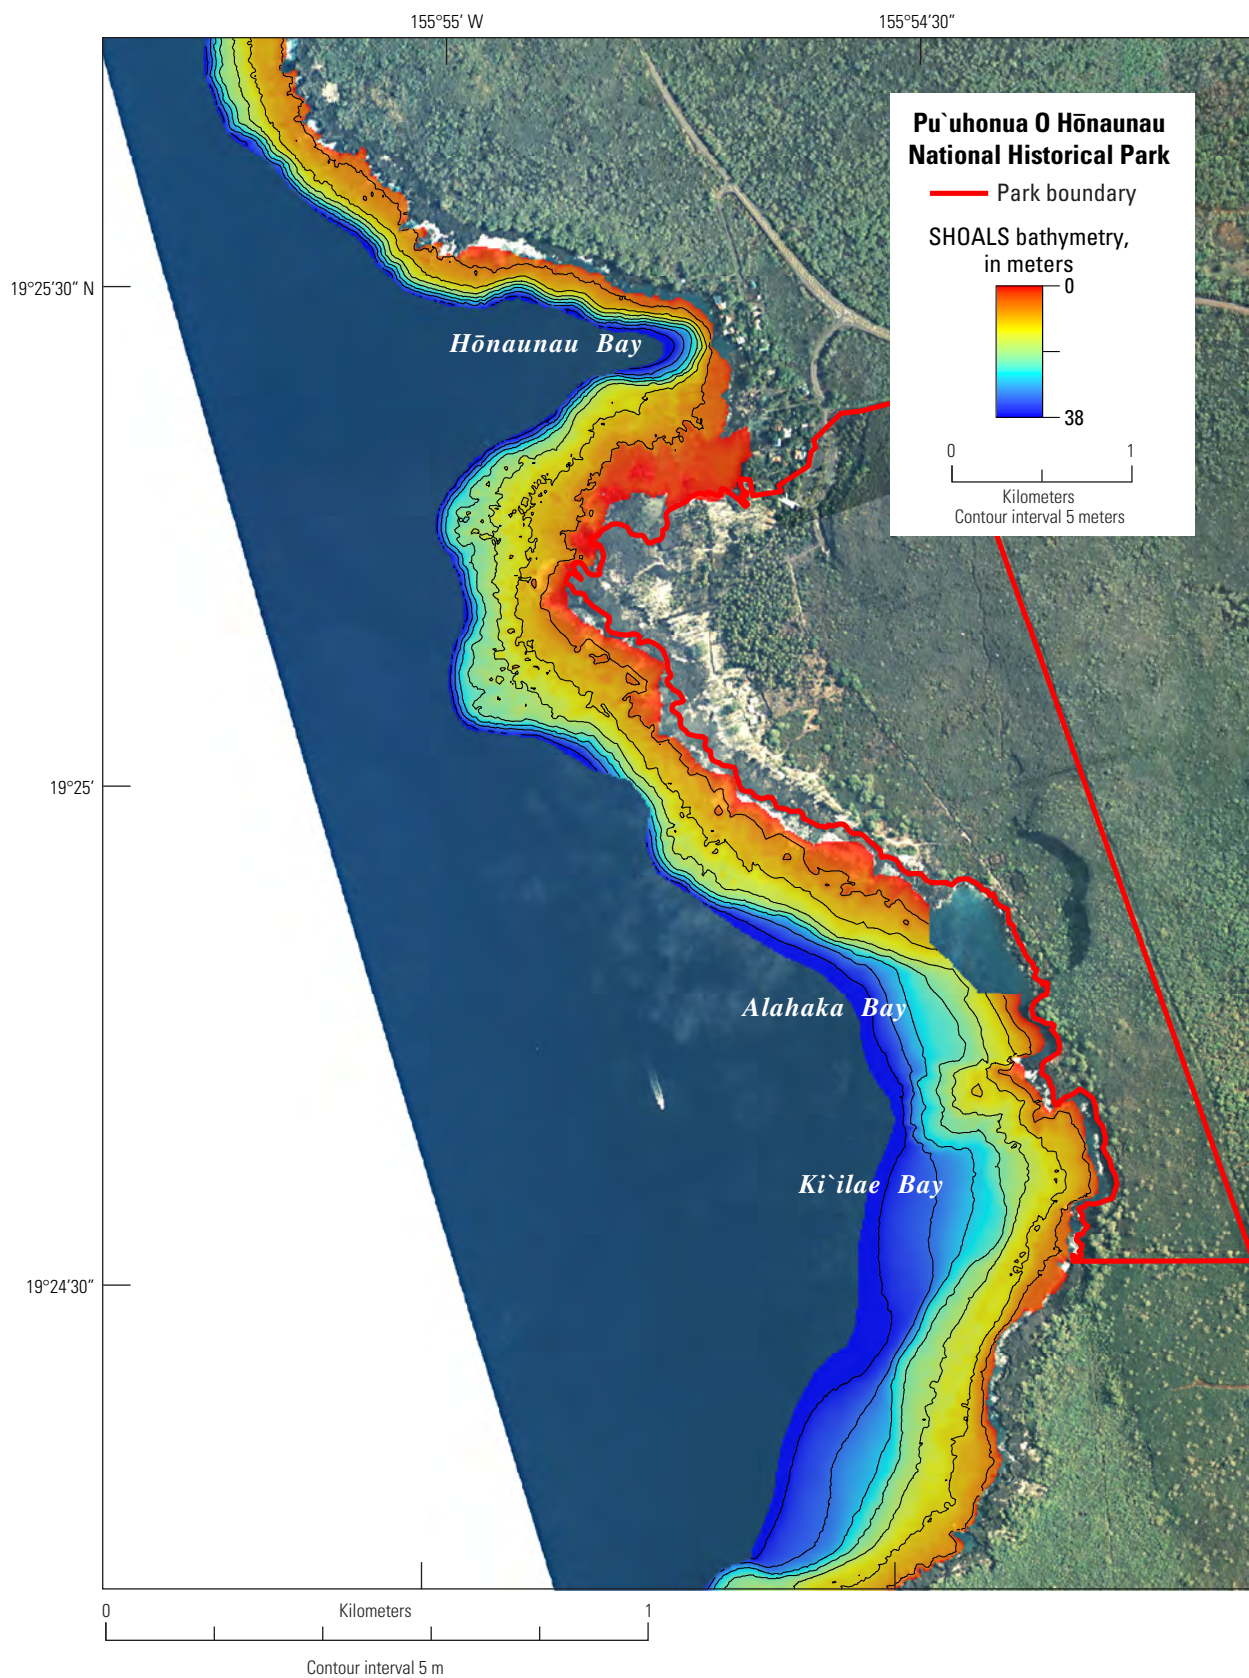 155°55′ W
155°54′30″
Pu`uhonua O Hōnaunau
National Historical Park
Park boundary
SHOALS bathymetry,
in meters
0
38
0 1
Kilometers
Contour interval 5 meters
19°25′30″ N
Hōnaunau Bay
19°25′
Alahaka Bay
Ki`ilae Bay
19°24′30″
0 Kilometers 1
Contour interval 5 m